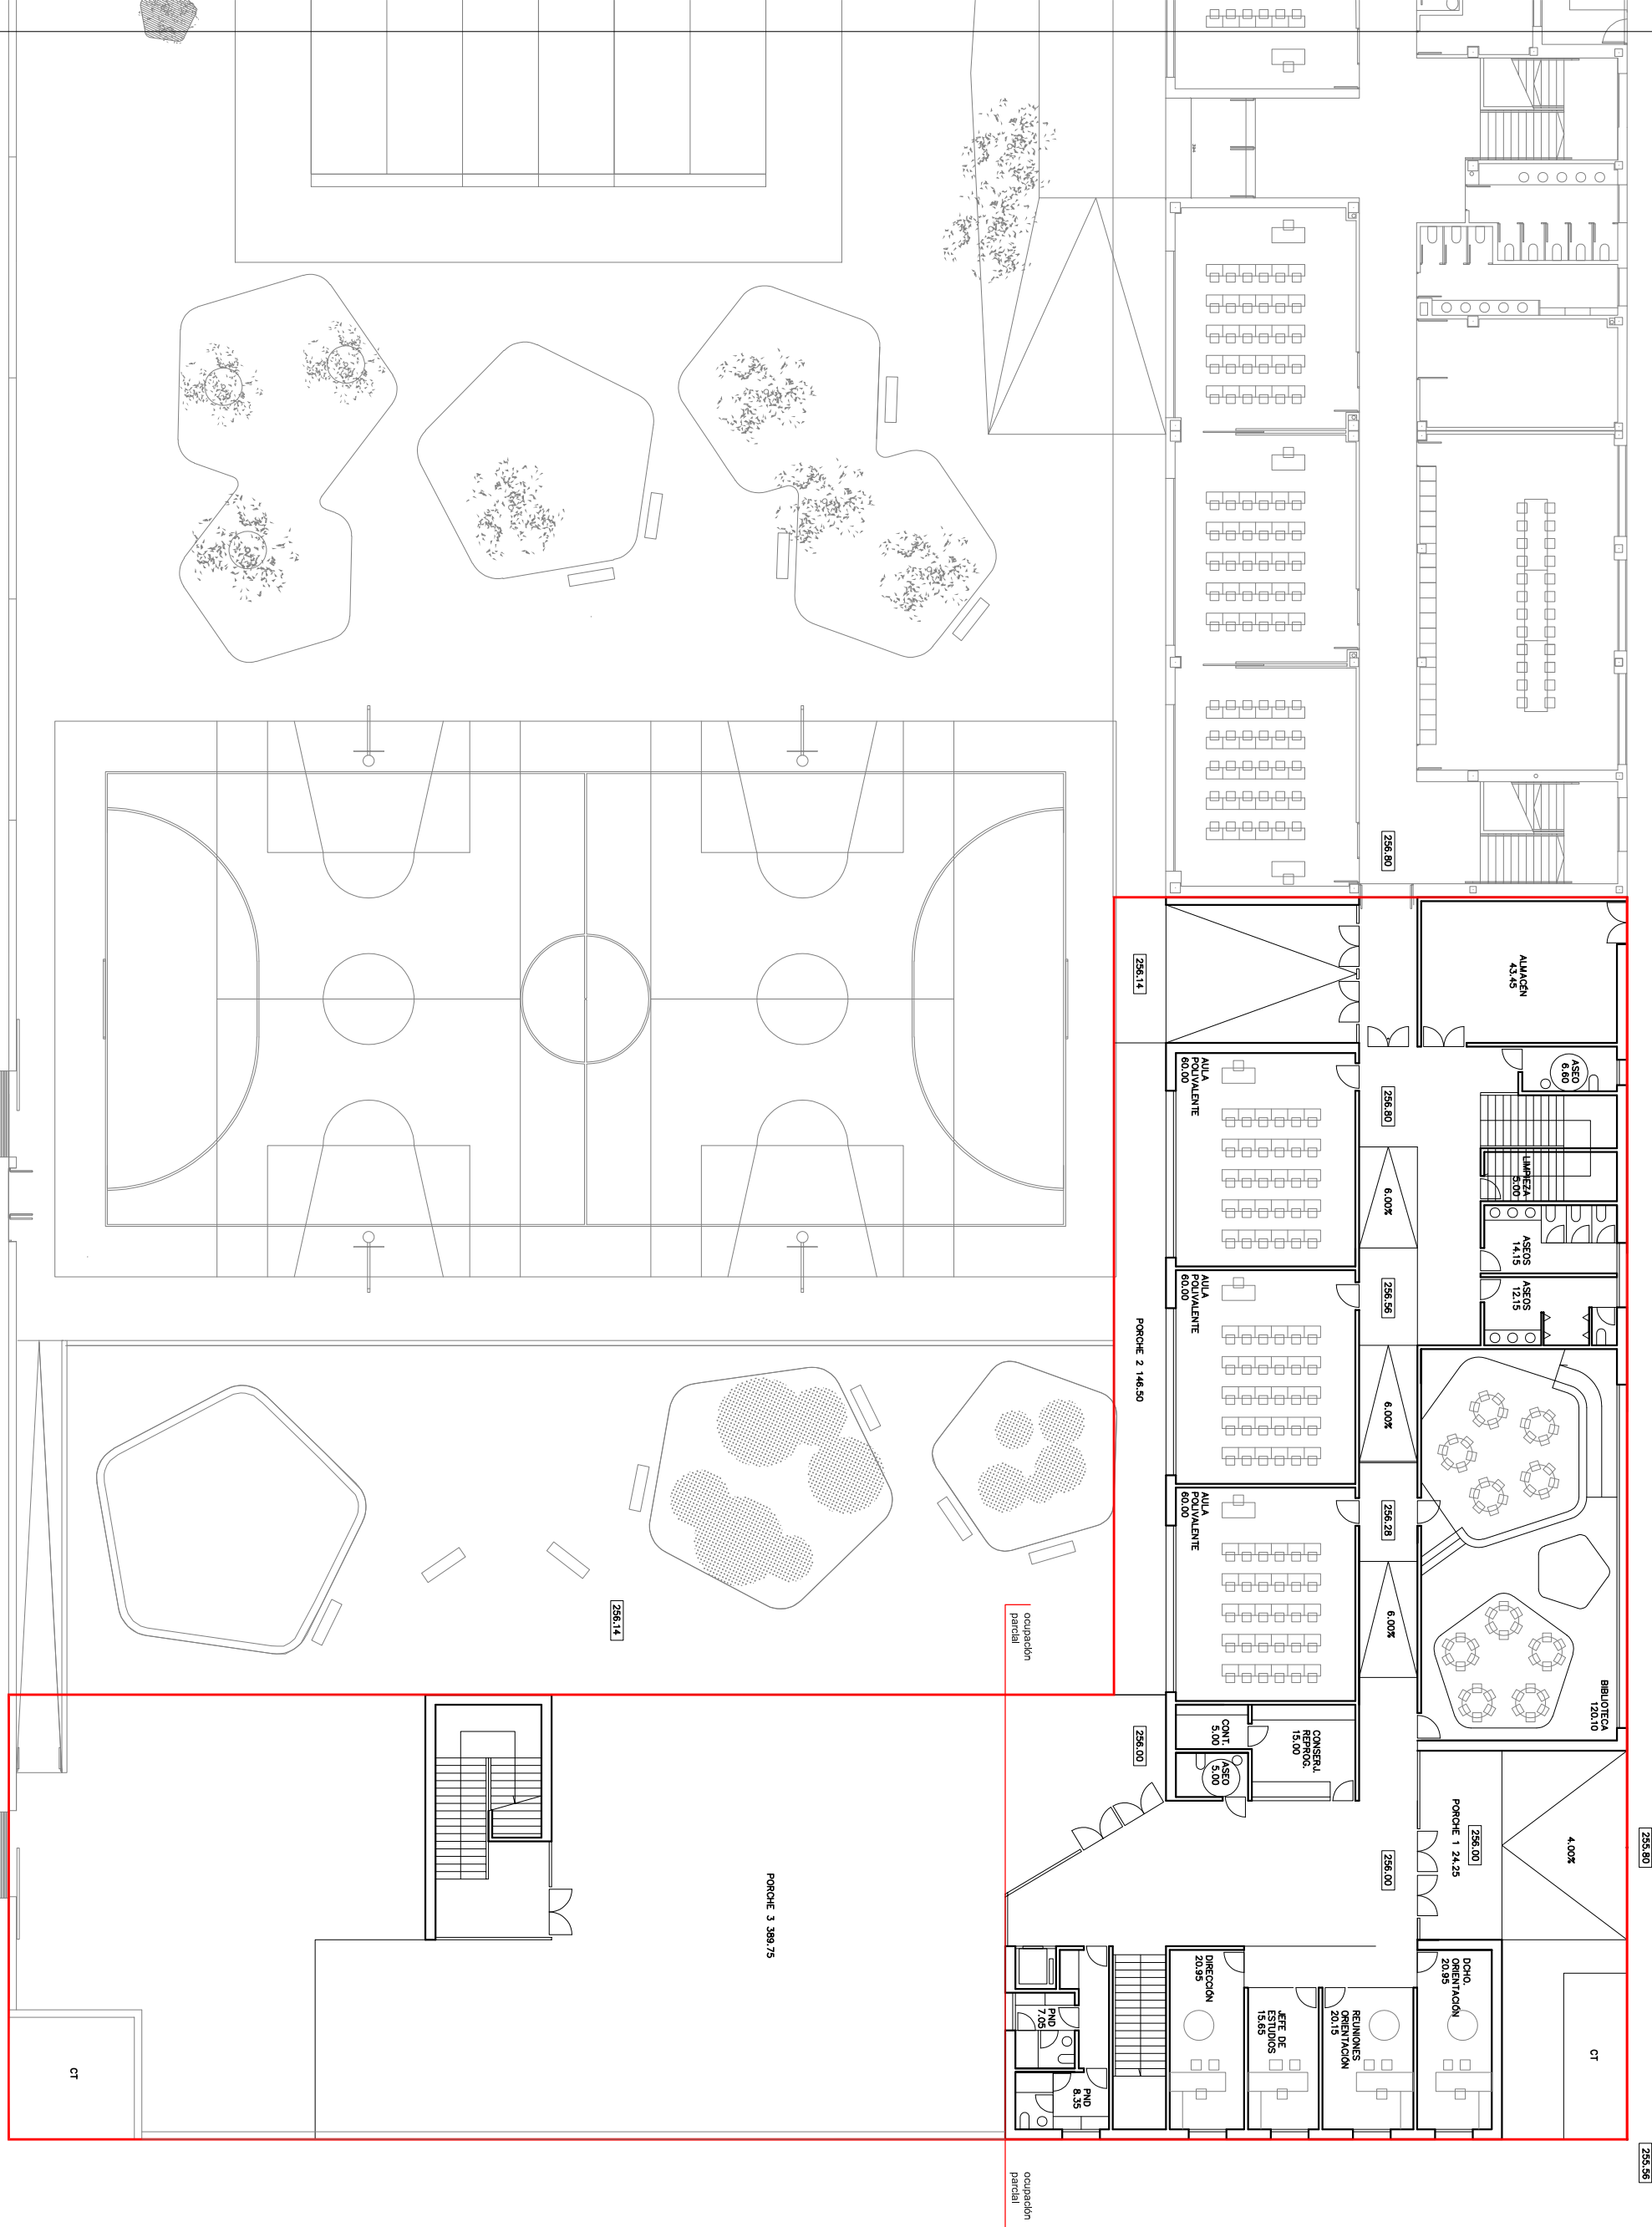 255.80
255.56
ALMACÉN
43.45
ASEO
6.60
LIMPIEZA
5.00
ASEOS
14.15
ASEOS
12.15
BIBLIOTECA
120.10
4.00%
CT
256.00
PORCHE 1 24.25
DCHO.
ORIENTACIÓN
20.95
256.80
256.80
6.00%
256.56
6.00%
256.28
6.00%
256.00
REUNIONES
ORIENTACIÓN
20.15
CONSERJ.
REPROG.
15.00
JEFE DE
ESTUDIOS
15.65
AULA
POLIVALENTE
60.00
AULA
POLIVALENTE
60.00
AULA
POLIVALENTE
60.00
CONT.
5.00
ASEO
5.00
DIRECCIÓN
20.95
256.14
PORCHE 2 146.50
256.00
PND
8.35
PND
7.05
ocupación
parcial
ocupación
parcial
PORCHE 3 389.75
256.14
CT